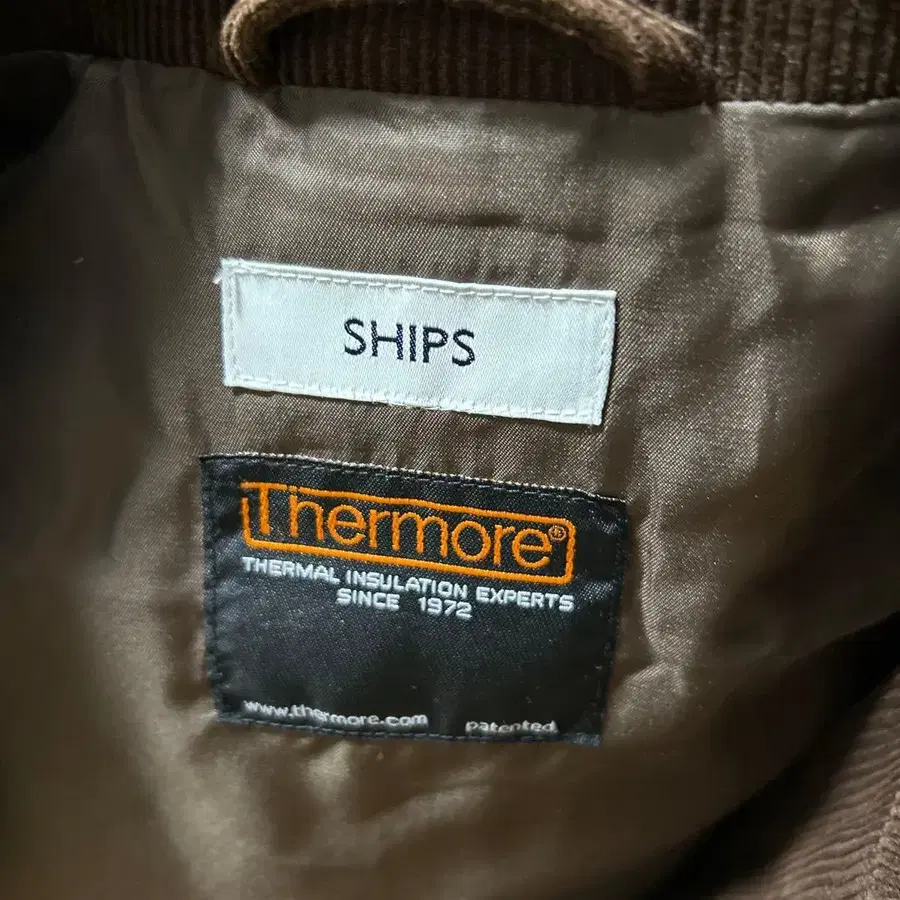 SHIPS
Thermore®
THERMAL INSULATION EXPERTS
SINCE 1972
www.thermore.com patented